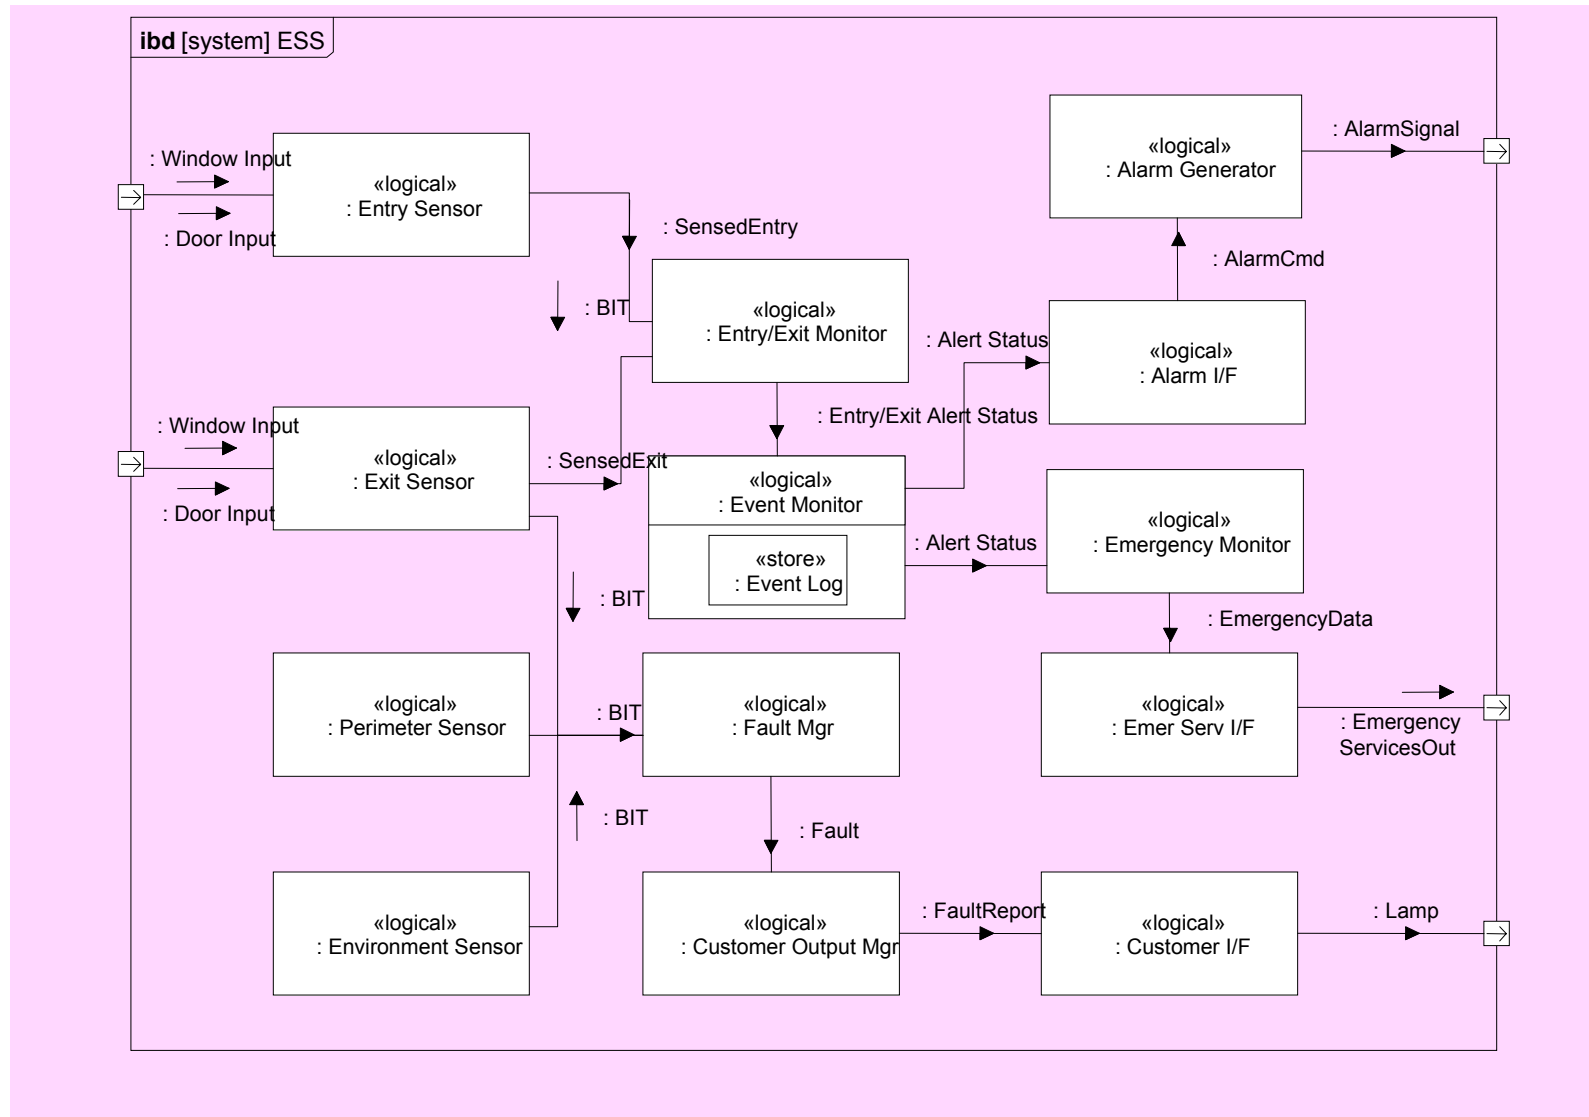 ibd [system] ESS
«logical»
: Alarm Generator
: AlarmSignal
: Window Input
«logical»
: Entry Sensor
: Door Input
: SensedEntry
: AlarmCmd
: BIT
«logical»
: Entry/Exit Monitor
: Alert Status
«logical»
: Alarm I/F
: Window Input
: Entry/Exit Alert Status
«logical»
: Exit Sensor
: SensedExit
: Door Input
«logical»
: Event Monitor
«store»
: Event Log
: Alert Status
«logical»
: Emergency Monitor
: BIT
: EmergencyData
«logical»
: Perimeter Sensor
: BIT
«logical»
: Fault Mgr
«logical»
: Emer Serv I/F
: Emergency
ServicesOut
: BIT
: Fault
«logical»
: Environment Sensor
«logical»
: Customer Output Mgr
: FaultReport
«logical»
: Customer I/F
: Lamp